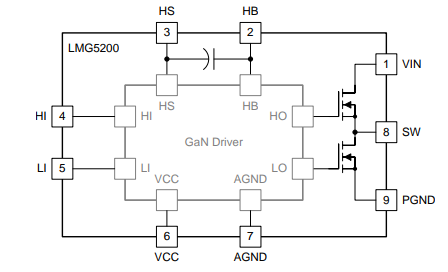 HS HB
3 2
LMG5200
1 VIN
HS HB
HI 4 HI HO
GaN Driver
8 SW
LI 5 LI LO
VCC AGND
9 PGND
6 7
VCC AGND